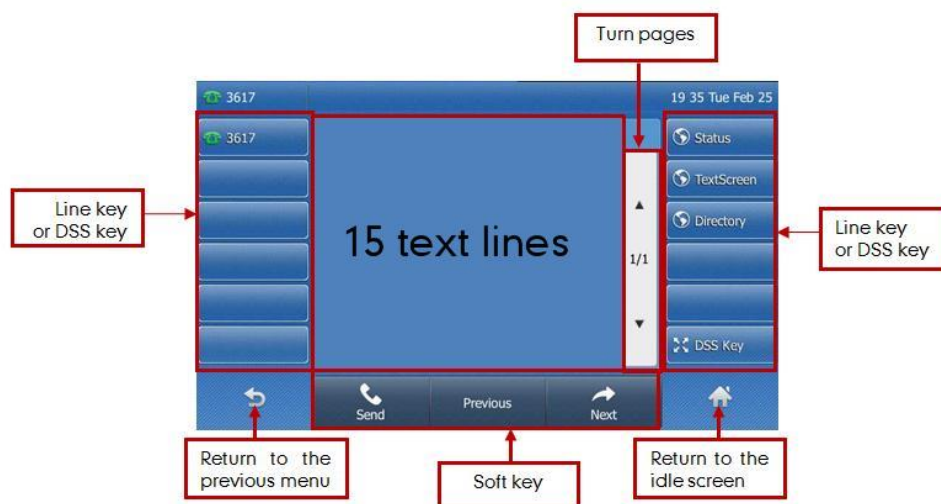 Turn pages
3617
19 35 Tue Feb 25
3617
Status
TextScreen
Directory
Line key
or DSS key
15 text lines
1/1
Line key
or DSS key
DSS Key
Send
Previous
Next
Return to the
previous menu
Soft key
Return to the
idle screen